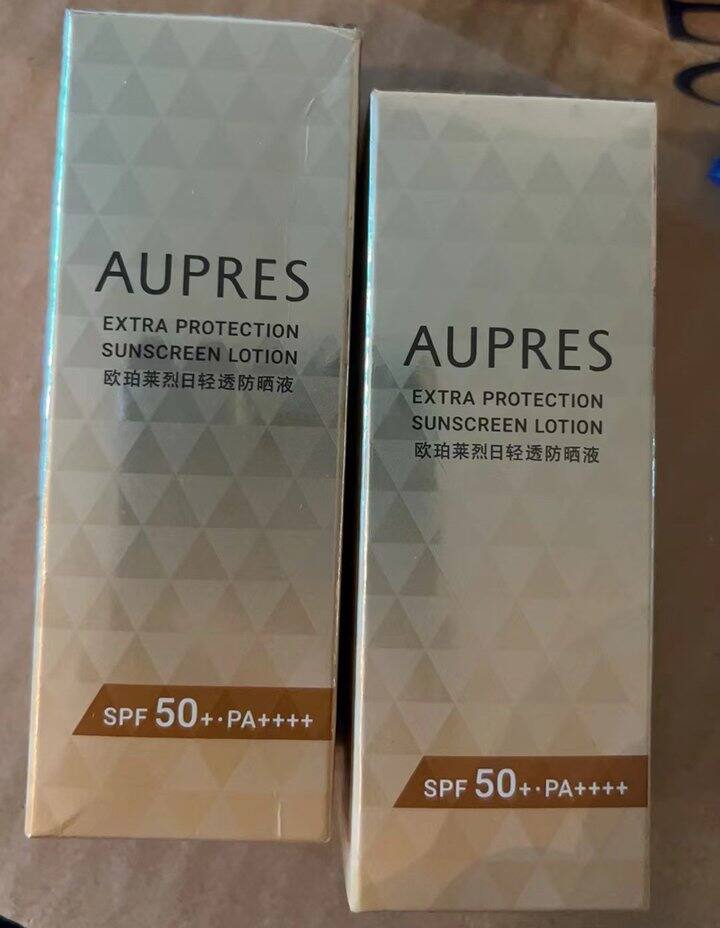 AUPRES
EXTRA PROTECTION
SUNSCREEN LOTION
欧珀莱烈日轻透防晒液
SPF 50+·PA++++
AUPRES
EXTRA PROTECTION
SUNSCREEN LOTION
欧珀莱烈日轻透防晒液
SPF 50+·PA++++